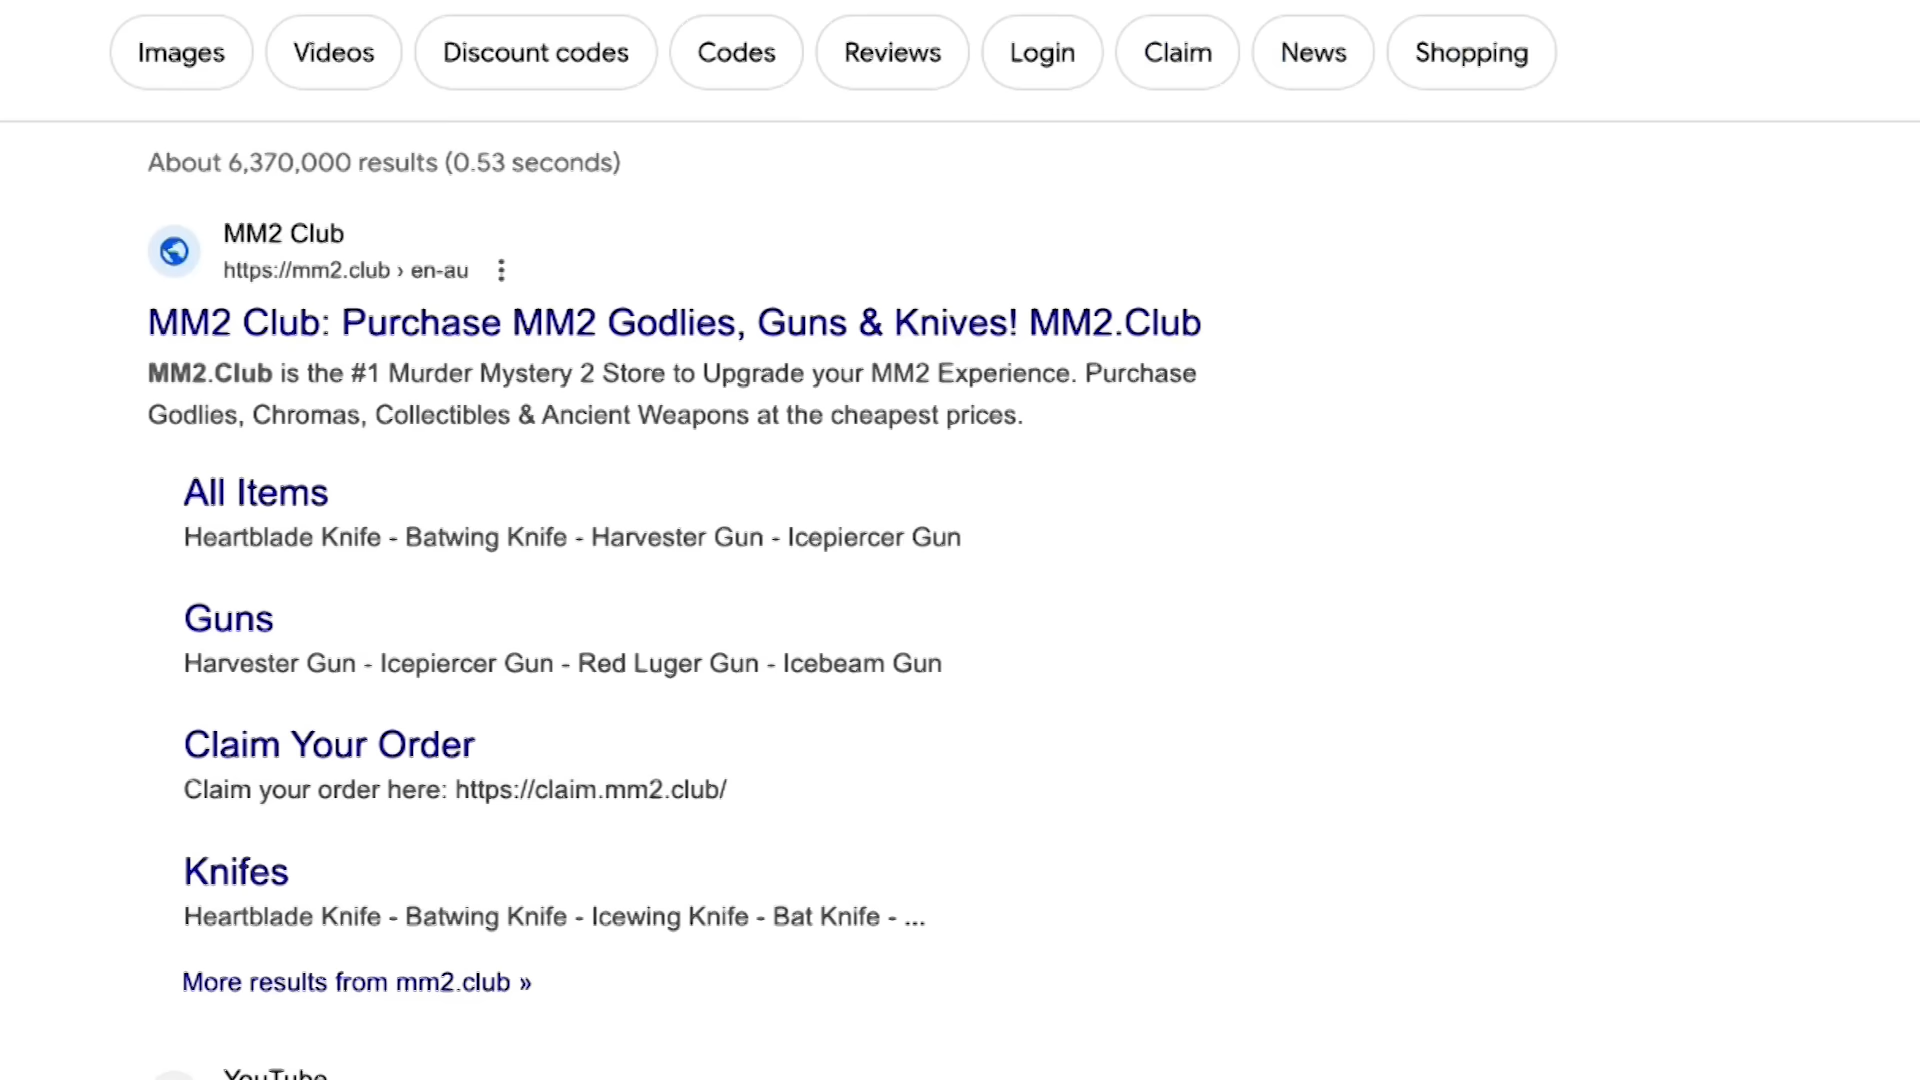 Images Videos Discount codes Codes Reviews Login Claim News Shopping
About 6,370,000 results (0.53 seconds)
MM2 Club
https://mm2.club › en-au
MM2 Club: Purchase MM2 Godlies, Guns & Knives! MM2.Club
MM2.Club is the #1 Murder Mystery 2 Store to Upgrade your MM2 Experience. Purchase
Godlies, Chromas, Collectibles & Ancient Weapons at the cheapest prices.
All Items
Heartblade Knife - Batwing Knife - Harvester Gun - Icepiercer Gun
Guns
Harvester Gun - Icepiercer Gun - Red Luger Gun - Icebeam Gun
Claim Your Order
Claim your order here: https://claim.mm2.club/
Knifes
Heartblade Knife - Batwing Knife - Icewing Knife - Bat Knife - ...
More results from mm2.club »
YouTube